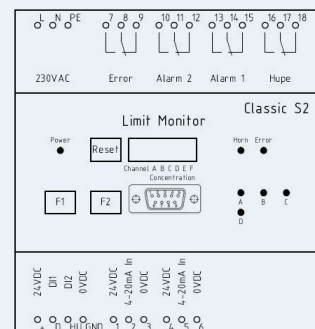 L N PE 7 8 9 10 11 12 13 14 15 16 17 18
230VAC Error Alarm 2 Alarm 1 Hupe
Classic S2
Limit Monitor
Power Horn Error
Reset
Channel A B C D E F
Concentration
F1 F2
A B C
D
24VDC DI1 DI2 0VDC 24VDC 4-20mA In 0VDC 24VDC 4-20mA In 0VDC
+ D HU GND 1 2 3 4 5 6